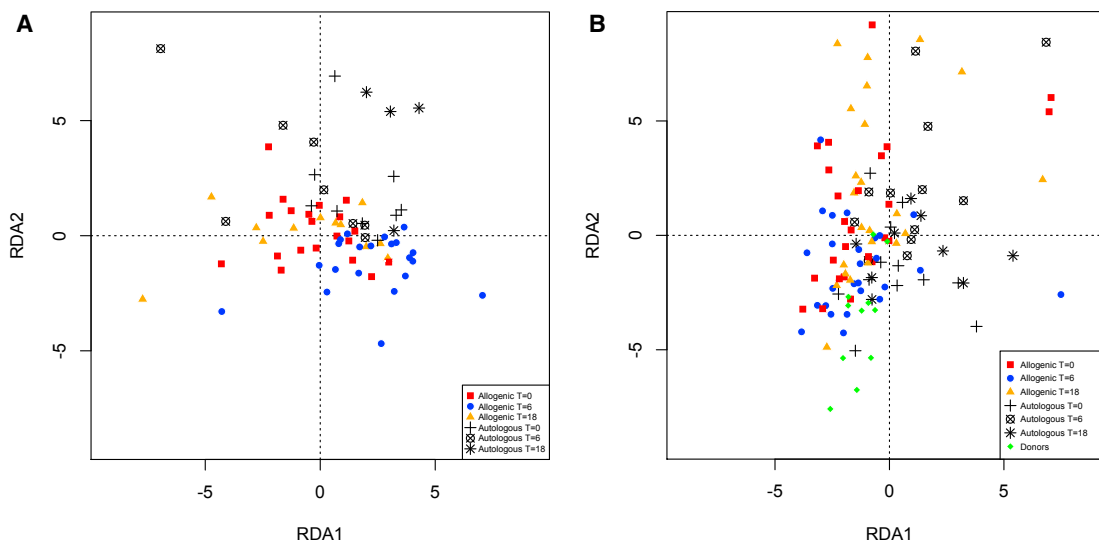 A
RDA2
5
0
-5
-5
0
5
RDA1
Allogenic T=0
Allogenic T=6
Allogenic T=18
Autologous T=0
Autologous T=6
Autologous T=18
B
RDA2
5
0
-5
-5
0
5
RDA1
Allogenic T=0
Allogenic T=6
Allogenic T=18
Autologous T=0
Autologous T=6
Autologous T=18
Donors